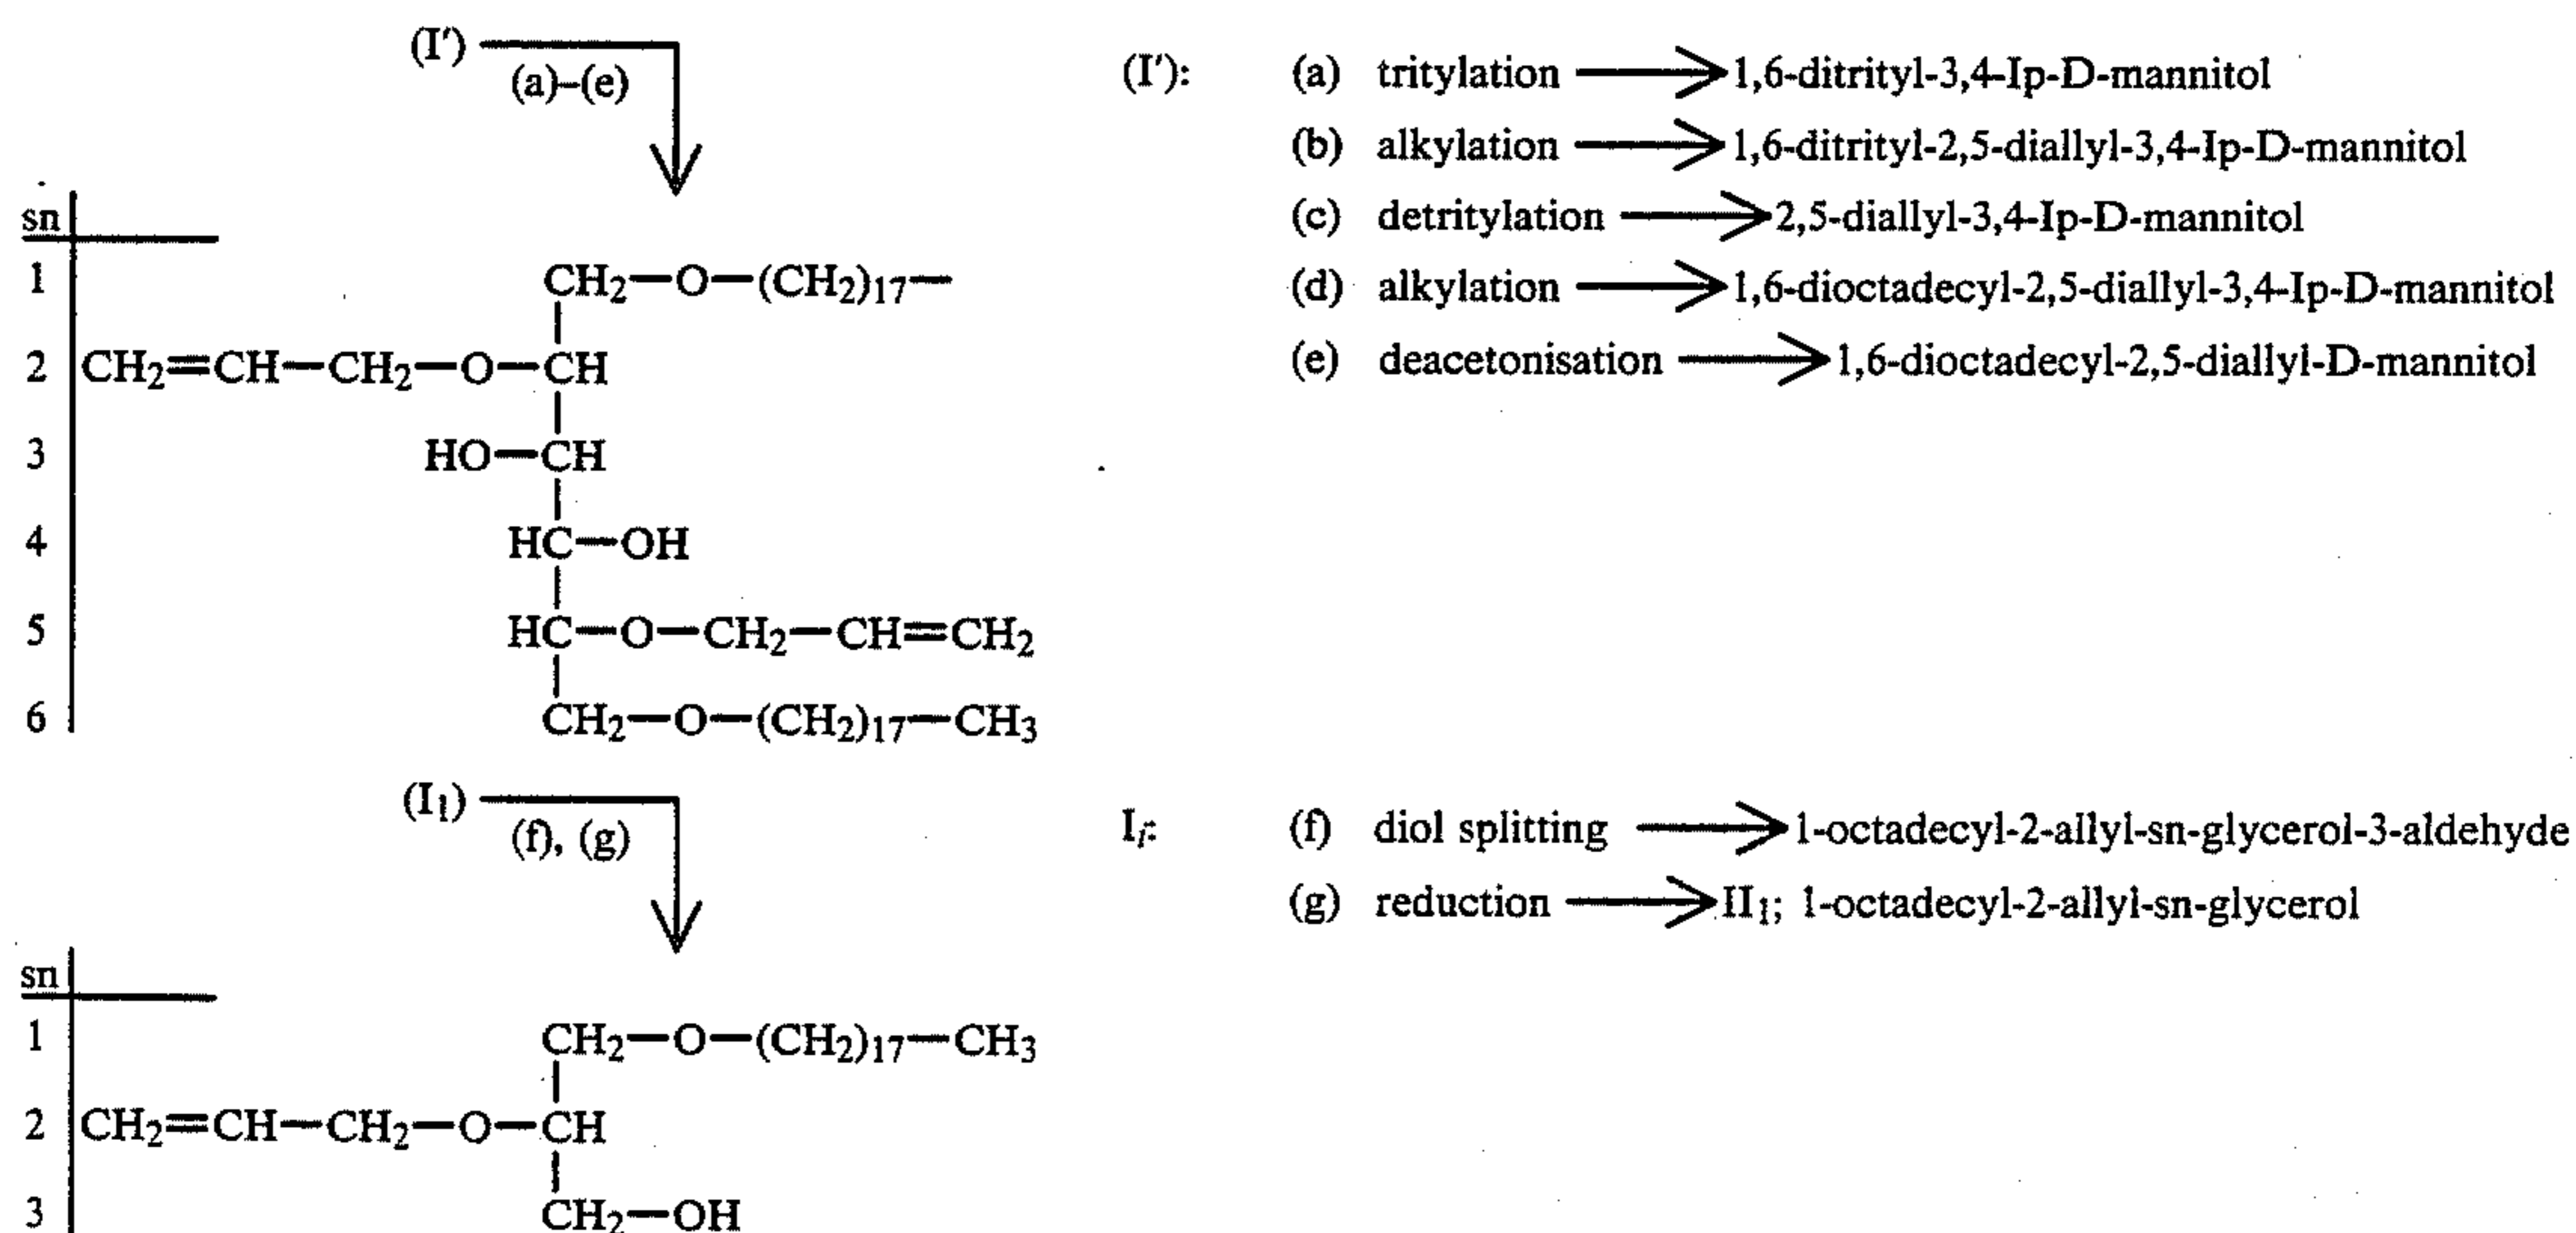 (I')
(a)–(e)
(I'): (a) tritylation ⟶ 1,6-ditrityl-3,4-Ip-D-mannitol
(b) alkylation ⟶ 1,6-ditrityl-2,5-diallyl-3,4-Ip-D-mannitol
(c) detritylation ⟶ 2,5-diallyl-3,4-Ip-D-mannitol
(d) alkylation ⟶ 1,6-dioctadecyl-2,5-diallyl-3,4-Ip-D-mannitol
(e) deacetonisation ⟶ 1,6-dioctadecyl-2,5-diallyl-D-mannitol
sn
1 CH₂—O—(CH₂)₁₇—
2 CH₂=CH—CH₂—O—CH
3 HO—CH
4 HC—OH
5 HC—O—CH₂—CH=CH₂
6 CH₂—O—(CH₂)₁₇—CH₃
(I₁)
(f), (g)
Iᵢ: (f) diol splitting ⟶ 1-octadecyl-2-allyl-sn-glycerol-3-aldehyde
(g) reduction ⟶ II₁; 1-octadecyl-2-allyl-sn-glycerol
sn
1 CH₂—O—(CH₂)₁₇—CH₃
2 CH₂=CH—CH₂—O—CH
3 CH₂—OH